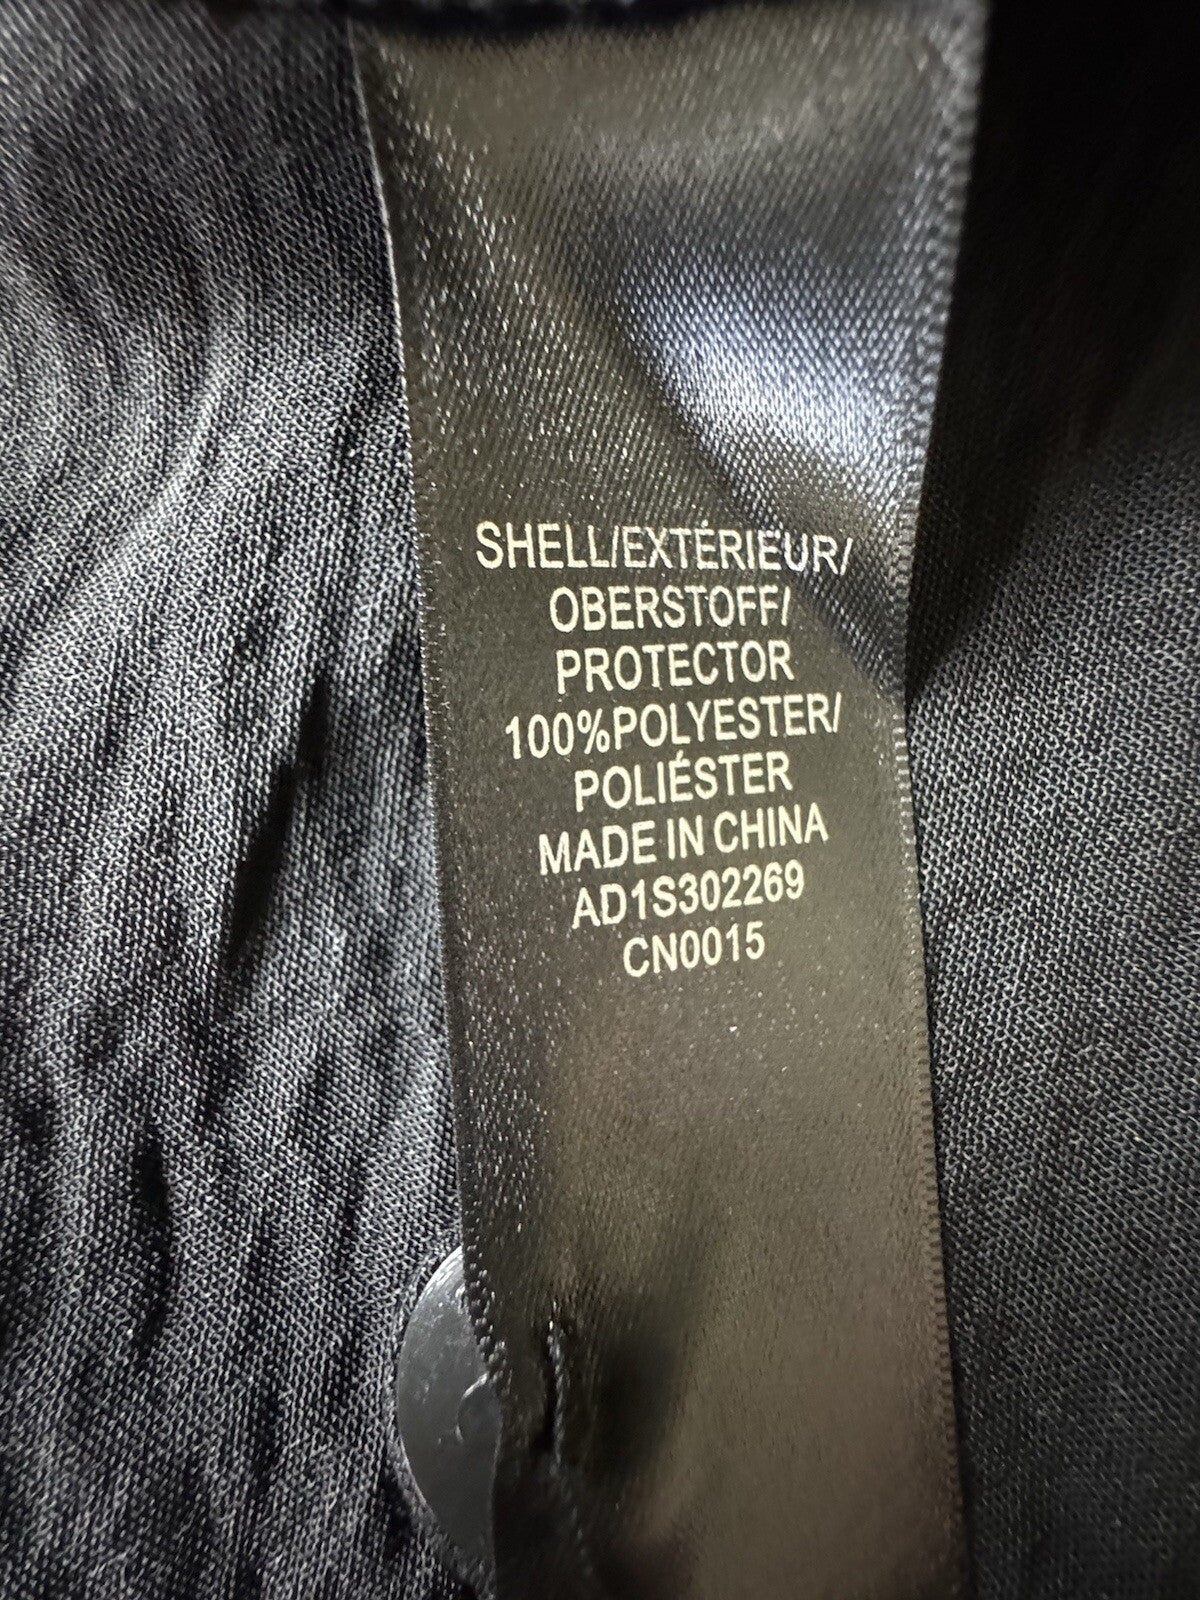 SHELL/EXTÉRIEUR/
OBERSTOFF/
PROTECTOR
100%POLYESTER/
POLIÉSTER
MADE IN CHINA
AD1S302269
CN0015